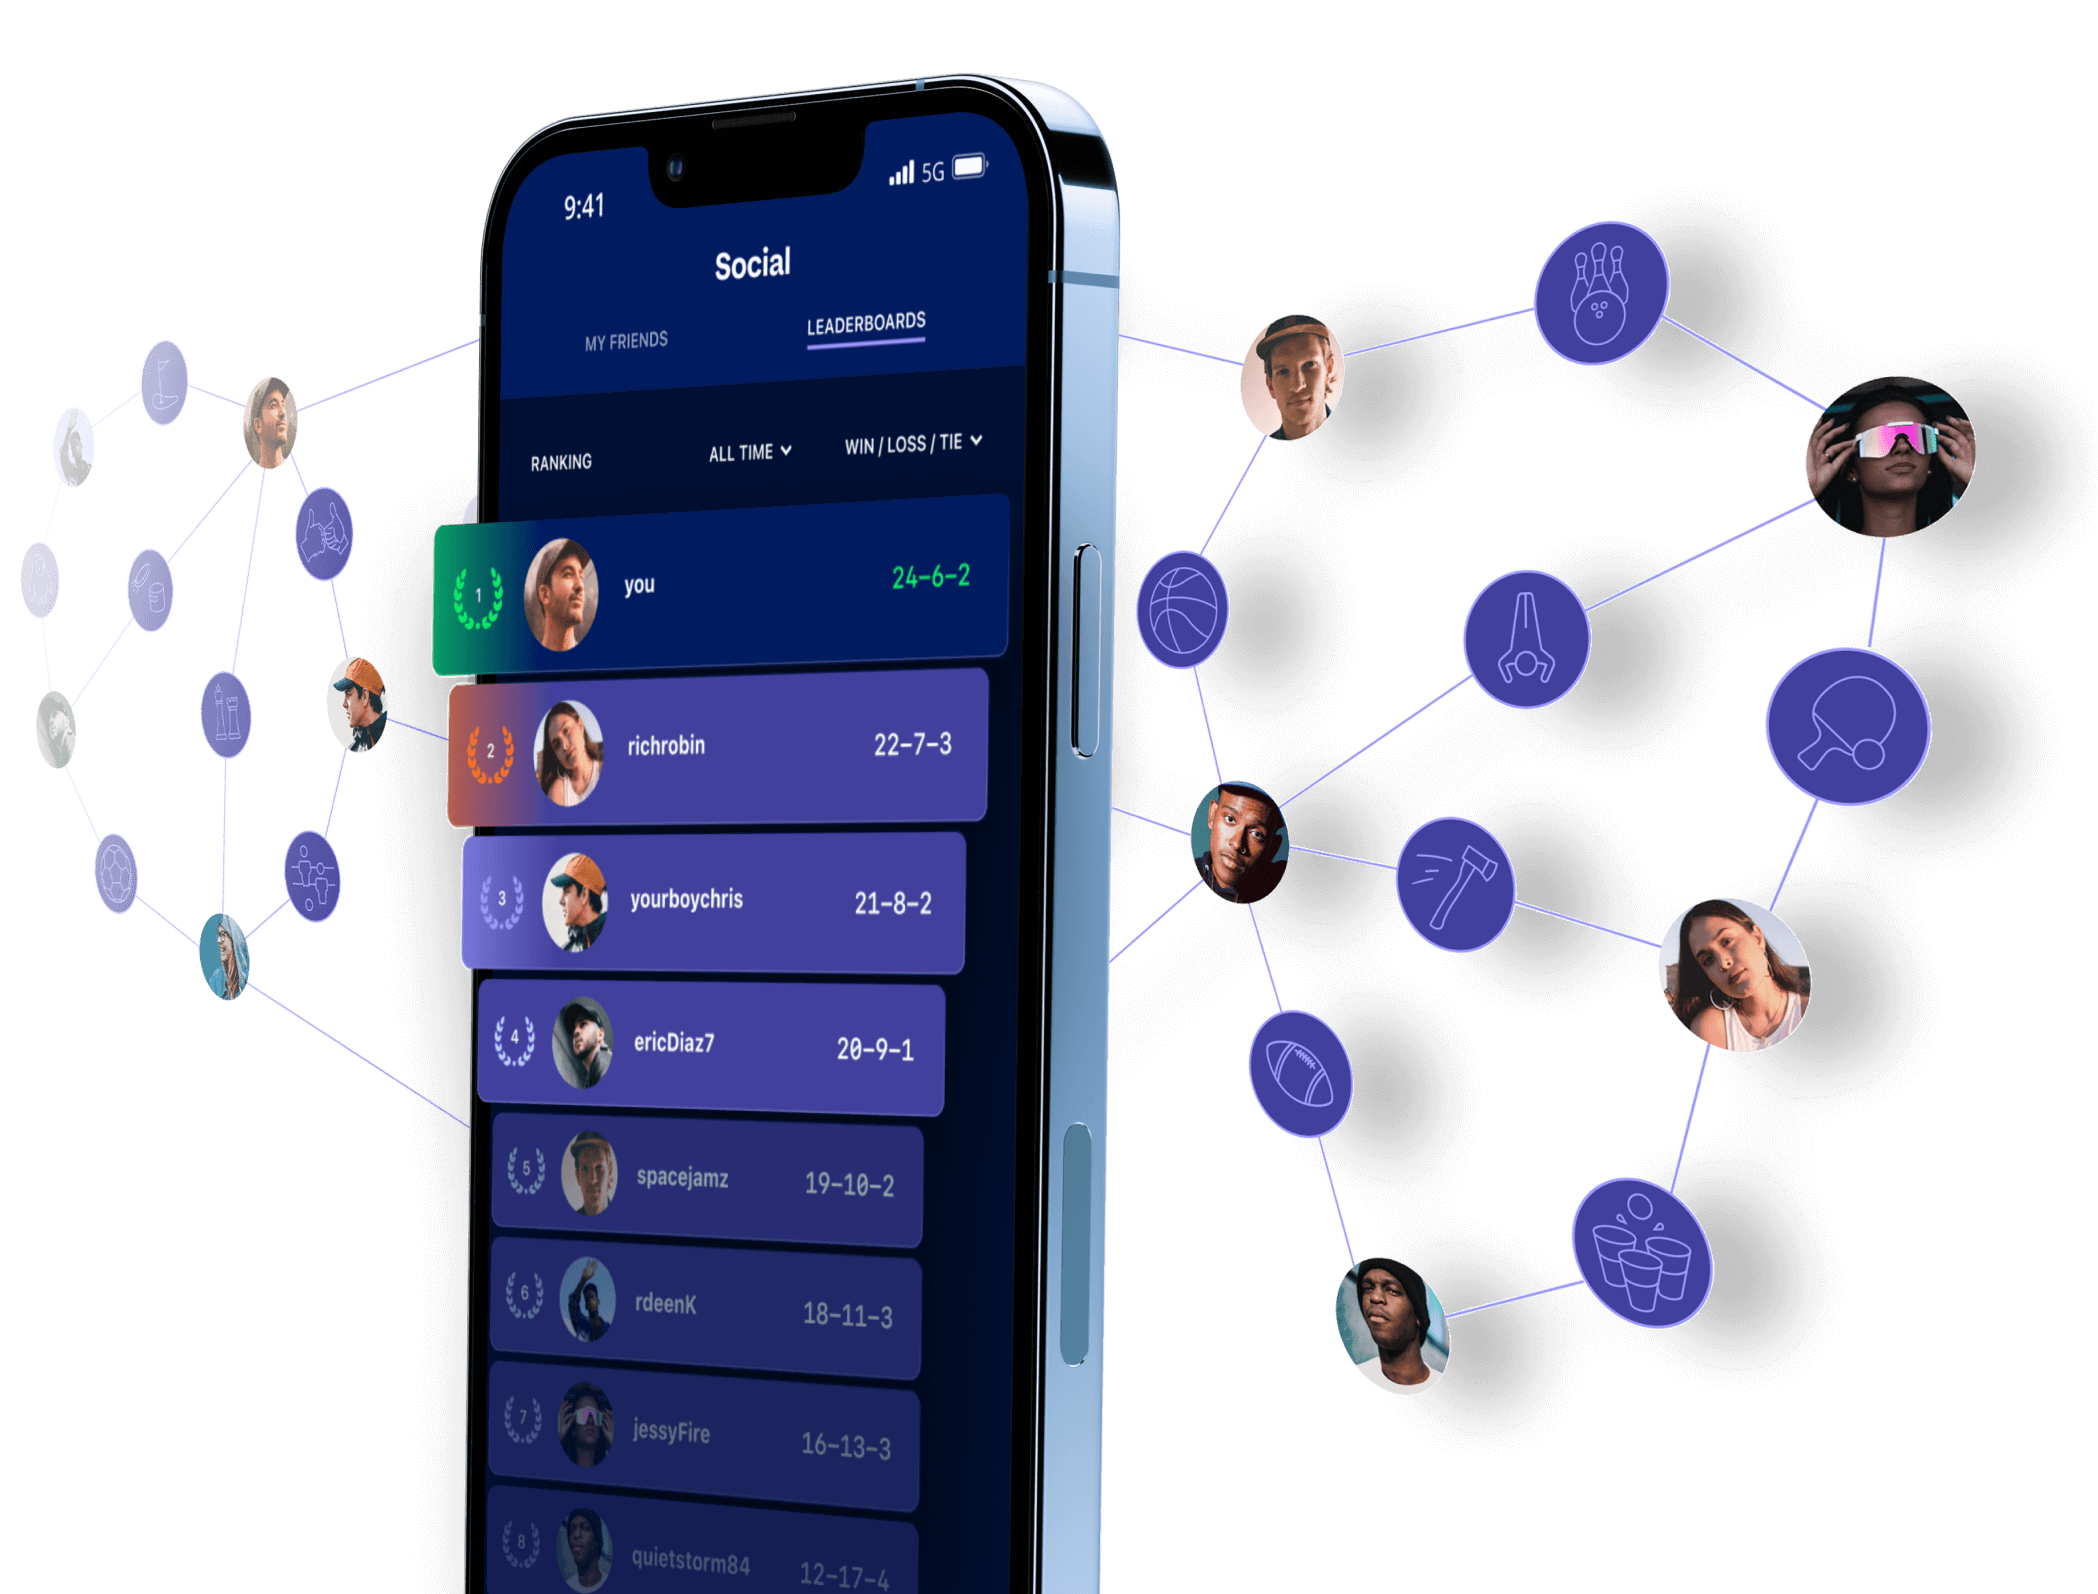 9:41 5G
Social
MY FRIENDS LEADERBOARDS
RANKING ALL TIME WIN / LOSS / TIE
1 you 24-6-2
2 richrobin 22-7-3
3 yourboychris 21-8-2
4 ericDiaz7 20-9-1
5 spacejamz 19-10-2
6 rdeenK 18-11-3
7 jessyFire 16-13-3
8 quietstorm84 12-17-4